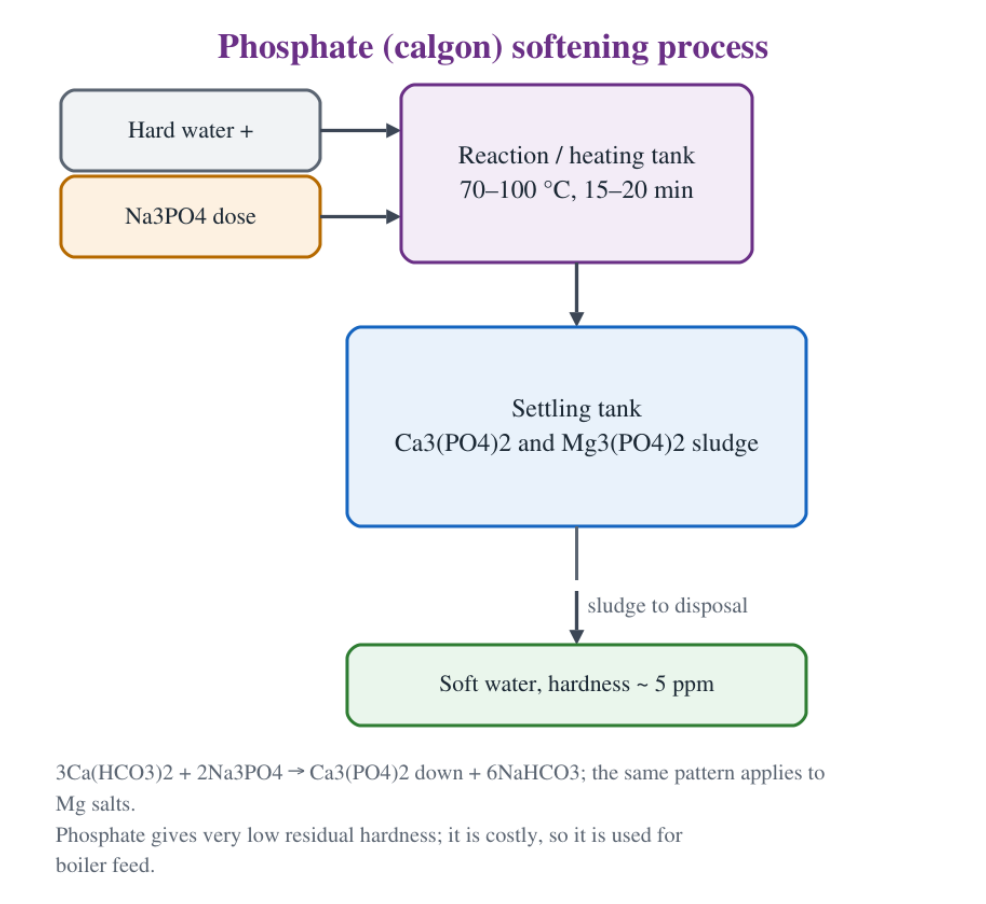 Phosphate (calgon) softening process
Hard water +
Na3PO4 dose
Reaction / heating tank
70–100 °C, 15–20 min
Settling tank
Ca3(PO4)2 and Mg3(PO4)2 sludge
sludge to disposal
Soft water, hardness ~ 5 ppm
3Ca(HCO3)2 + 2Na3PO4 → Ca3(PO4)2 down + 6NaHCO3; the same pattern applies to
Mg salts.
Phosphate gives very low residual hardness; it is costly, so it is used for
boiler feed.